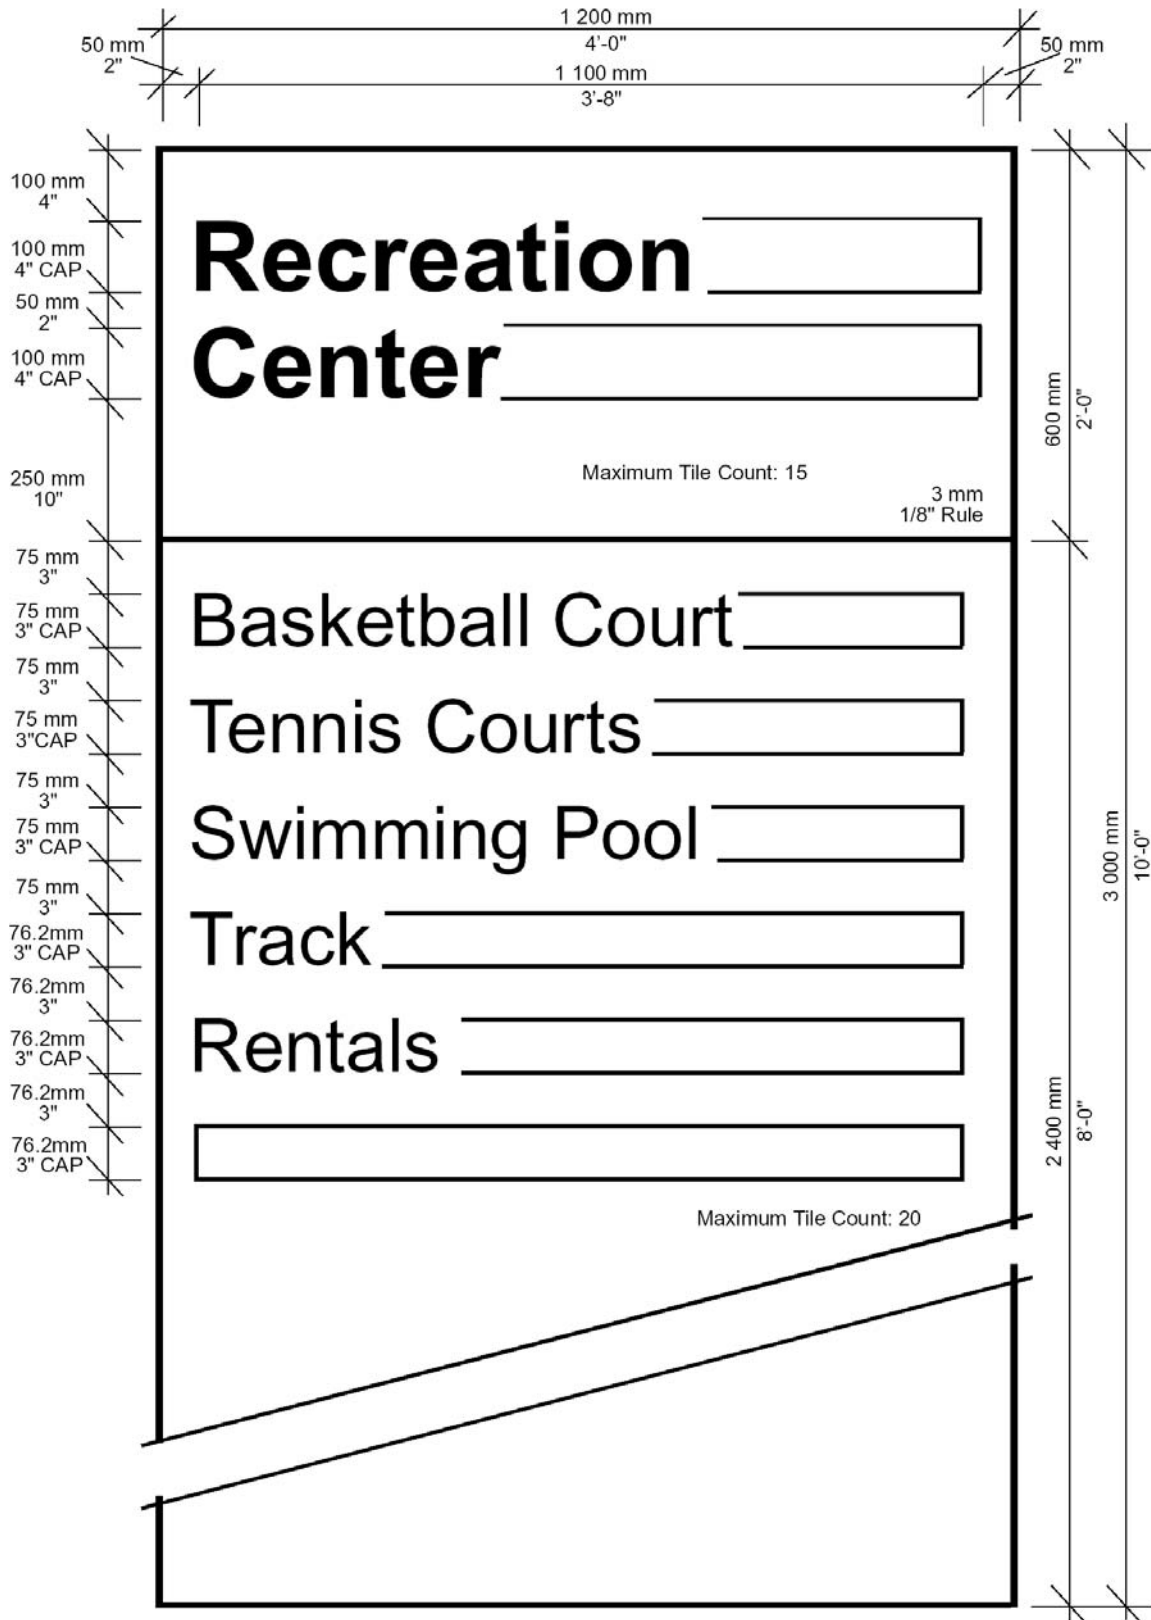 1 200 mm
4'-0"
50 mm
2"
50 mm
2"
1 100 mm
3'-8"
100 mm
4"
100 mm
4" CAP
50 mm
2"
100 mm
4" CAP
250 mm
10"
75 mm
3"
75 mm
3" CAP
75 mm
3"
75 mm
3"CAP
75 mm
3"
75 mm
3" CAP
75 mm
3"
76.2mm
3" CAP
76.2mm
3"
76.2mm
3" CAP
76.2mm
3"
76.2mm
3" CAP
Recreation
Center
Maximum Tile Count: 15
3 mm
1/8" Rule
Basketball Court
Tennis Courts
Swimming Pool
Track
Rentals
Maximum Tile Count: 20
600 mm
2'-0"
2 400 mm
8'-0"
3 000 mm
10'-0"